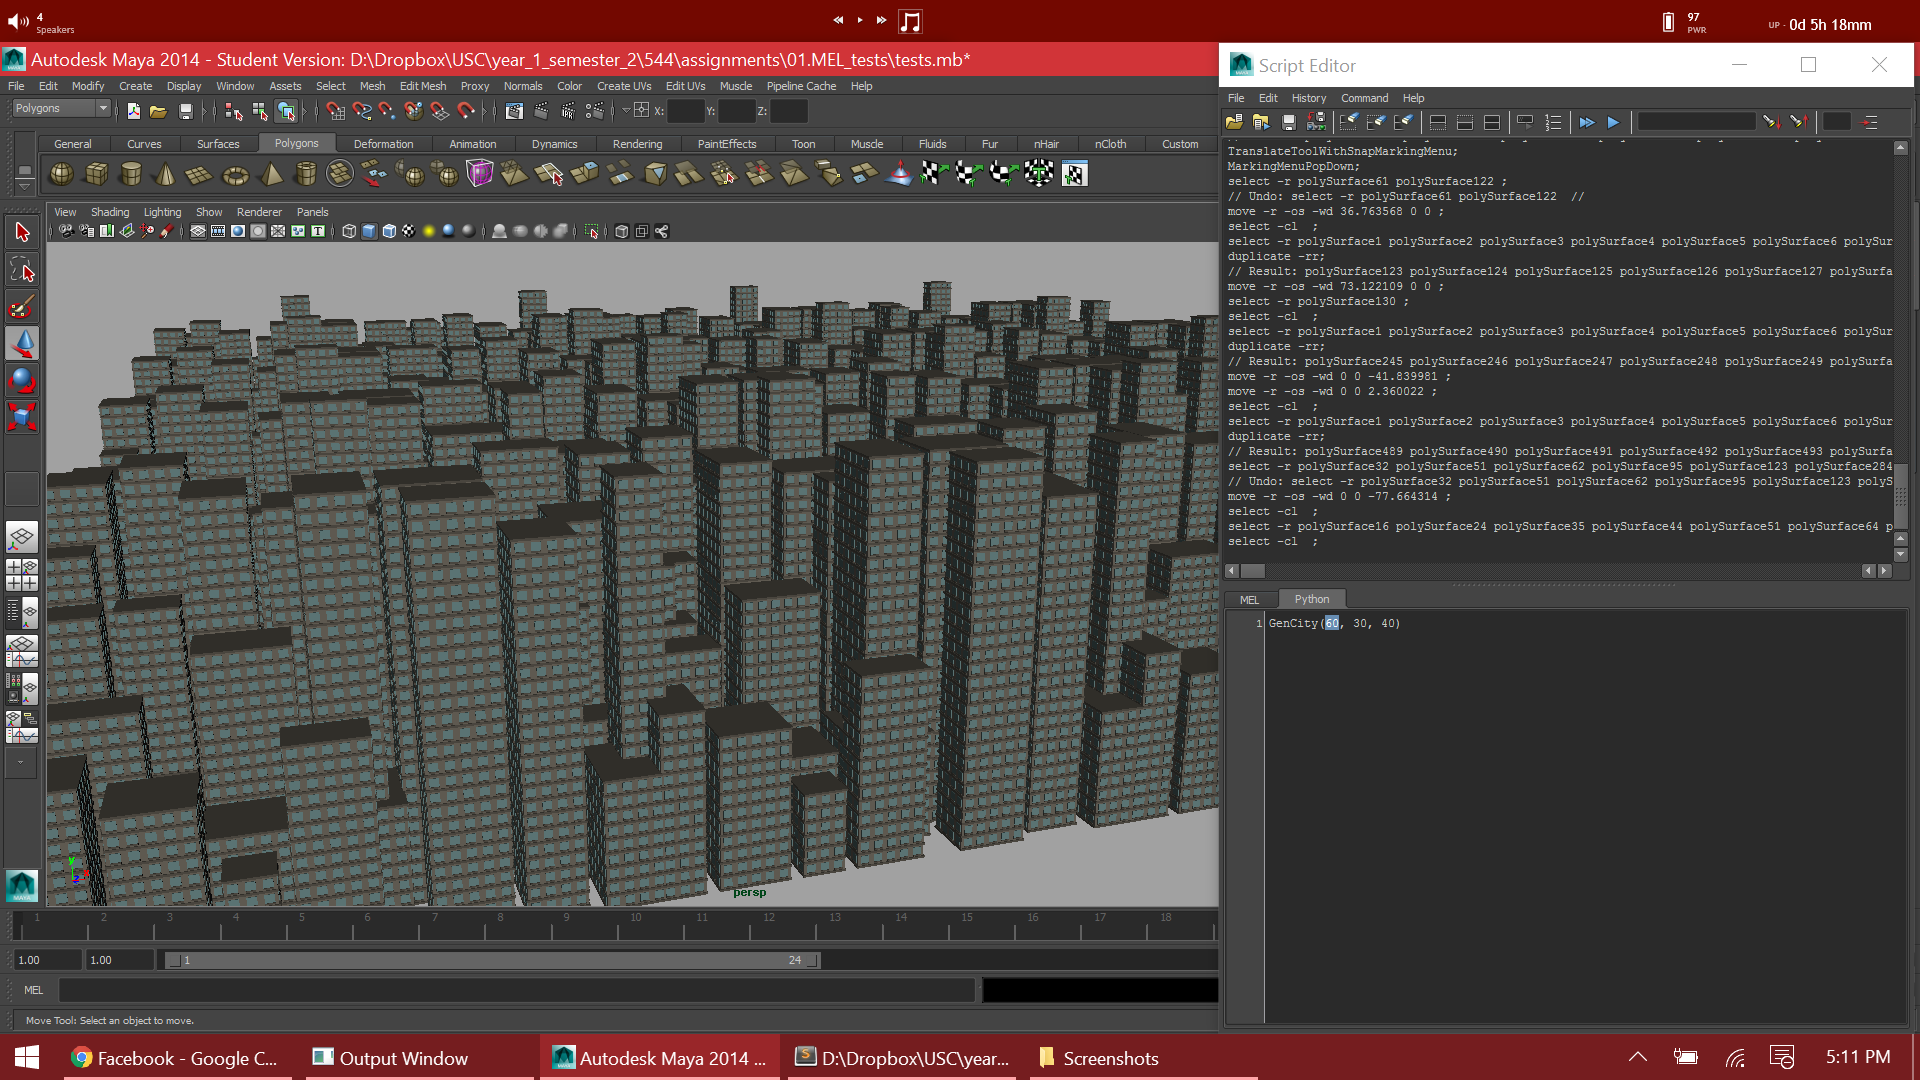 4
Speakers
97
PWR
UP - 0d 5h 18mm
Autodesk Maya 2014 - Student Version: D:\Dropbox\USC\year_1_semester_2\544\assignments\01.MEL_tests\tests.mb*
File Edit Modify Create Display Window Assets Select Mesh Edit Mesh Proxy Normals Color Create UVs Edit UVs Muscle Pipeline Cache Help
Polygons
X: Y: Z:
General Curves Surfaces Polygons Deformation Animation Dynamics Rendering PaintEffects Toon Muscle Fluids Fur nHair nCloth Custom
View Shading Lighting Show Renderer Panels
persp
1 2 3 4 5 6 7 8 9 10 11 12 13 14 15 16 17 18
1.00 1.00 1 24
MEL
Move Tool: Select an object to move.
Script Editor
File Edit History Command Help
TranslateToolWithSnapMarkingMenu;
MarkingMenuPopDown;
select -r polySurface61 polySurface122 ;
// Undo: select -r polySurface61 polySurface122 //
move -r -os -wd 36.763568 0 0 ;
select -cl ;
select -r polySurface1 polySurface2 polySurface3 polySurface4 polySurface5 polySurface6 polySur
duplicate -rr;
// Result: polySurface123 polySurface124 polySurface125 polySurface126 polySurface127 polySurfa
move -r -os -wd 73.122109 0 0 ;
select -r polySurface130 ;
select -cl ;
select -r polySurface1 polySurface2 polySurface3 polySurface4 polySurface5 polySurface6 polySur
duplicate -rr;
// Result: polySurface245 polySurface246 polySurface247 polySurface248 polySurface249 polySurfa
move -r -os -wd 0 0 -41.839981 ;
move -r -os -wd 0 0 2.360022 ;
select -cl ;
select -r polySurface1 polySurface2 polySurface3 polySurface4 polySurface5 polySurface6 polySur
duplicate -rr;
// Result: polySurface489 polySurface490 polySurface491 polySurface492 polySurface493 polySurfa
select -r polySurface32 polySurface51 polySurface62 polySurface95 polySurface123 polySurface284
// Undo: select -r polySurface32 polySurface51 polySurface62 polySurface95 polySurface123 polyS
move -r -os -wd 0 0 -77.664314 ;
select -cl ;
select -r polySurface16 polySurface24 polySurface35 polySurface44 polySurface51 polySurface64 p
select -cl ;
MEL Python
1 GenCity(60, 30, 40)
Facebook - Google C...
Output Window
Autodesk Maya 2014 ...
D:\Dropbox\USC\year...
Screenshots
5:11 PM